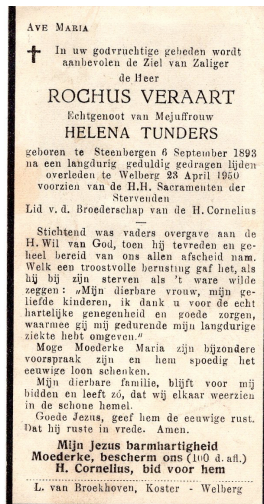 AVE MARIA
In uw godvruchtige gebeden wordt
aanbevolen de Ziel van Zaliger
de Heer
ROCHUS VERAART
Echtgenoot van Mejuffrouw
HELENA TUNDERS
geboren te Steenbergen 6 September 1893
na een langdurig geduldig gedragen lijden
overleden te Welberg 23 April 1950
voorzien van de H.H. Sacramenten der
Stervenden
Lid v. d. Broederschap van de H. Cornelius
Stichtend was vaders overgave aan de
H. Wil van God, toen hij tevreden en ge-
heel bereid van ons allen afscheid nam.
Welk een troostvolle berusting gaf het, als
hij bij zijn sterven als 't ware wilde
zeggen: „Mijn dierbare vrouw, mijn ge-
liefde kinderen, ik dank u voor de echt
hartelijke genegenheid en goede zorgen,
waarmee gij mij gedurende mijn langdurige
ziekte hebt omgeven."
Moge Moederke Maria zijn bijzondere
voorspraak zijn en hem spoedig het
eeuwige loon schenken.
Mijn dierbare familie, blijft voor mij
bidden en leeft zó, dat wij elkaar weerzien
in de schone hemel.
Goede Jezus, geef hem de eeuwige rust.
Dat hij ruste in vrede. Amen.
Mijn Jezus barmhartigheid
Moederke, bescherm ons (100 d. afl.)
H. Cornelius, bid voor hem
L. van Broekhoven, Koster - Welberg